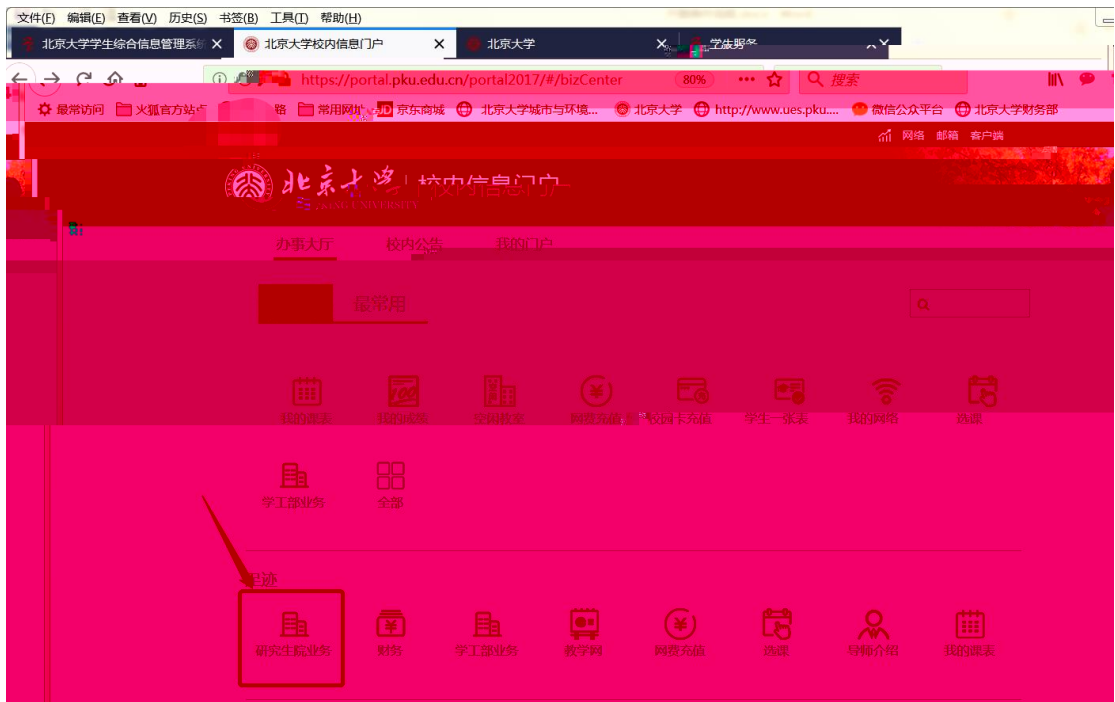 文件(F) 编辑(E) 查看(V) 历史(S) 书签(B) 工具(T) 帮助(H)
北京大学学生综合信息管理系统 北京大学校内信息门户 北京大学
https://portal.pku.edu.cn/portal2017/#/bizCenter 80% 搜索
最常访问 火狐官方站点 常用网址 JD 京东商城 北京大学城市与环境... 北京大学 http://www.ues.pku.... 微信公众平台 北京大学财务部
网络 邮箱 客户端
北京大学 校内信息门户
办事大厅 校内公告 我的门户
最常用
我的课表 我的成绩 空闲教室 网费充值 校园卡充值 学生一张表 我的网络 选课
学工部业务 全部
足迹
研究生院业务 财务 学工部业务 教学网 网费充值 选课 导师介绍 我的课表